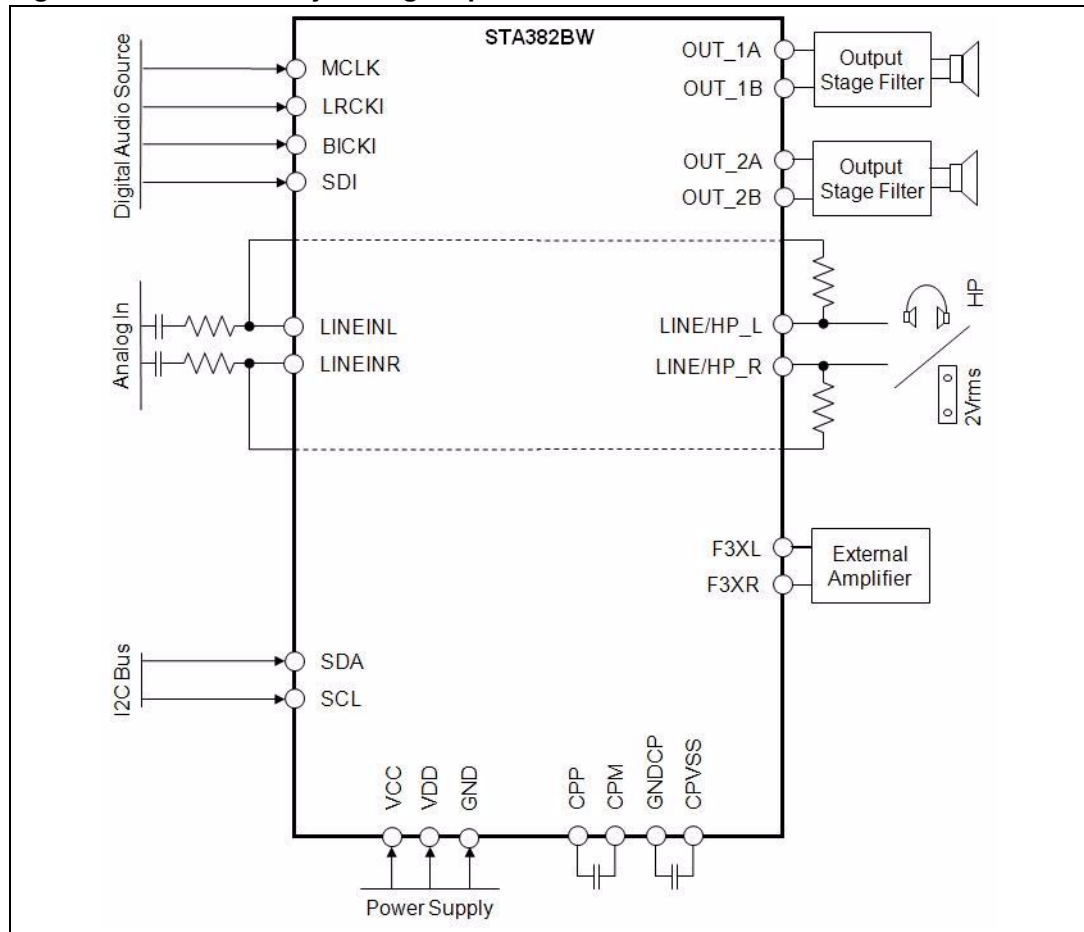 STA382BW
Digital Audio Source
MCLK
LRCKI
BICKI
SDI
OUT_1A
OUT_1B
Output
Stage Filter
OUT_2A
OUT_2B
Output
Stage Filter
Analog In
LINEINL
LINEINR
LINE/HP_L
LINE/HP_R
HP
2Vrms
F3XL
F3XR
External
Amplifier
I2C Bus
SDA
SCL
VCC
VDD
GND
CPP
CPM
GNDCP
CPVSS
Power Supply